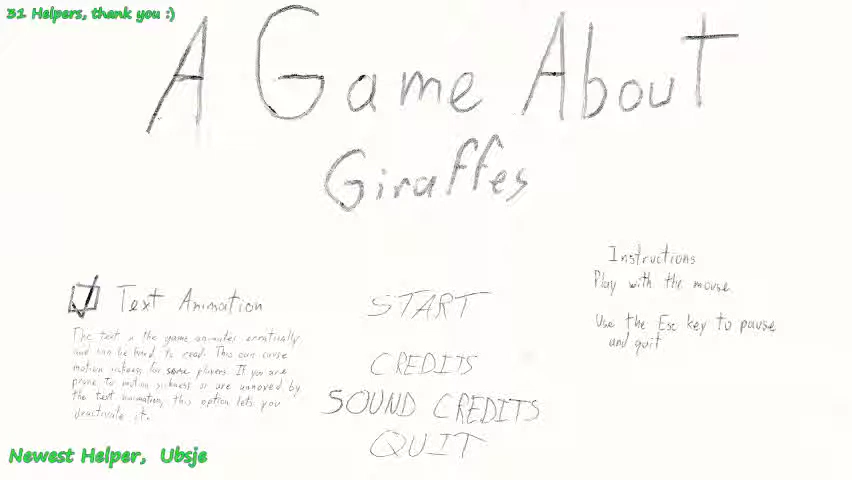 31 Helpers, thank you :)
A Game About
Giraffes
Text Animation
The text in the game animates erratically
and can be hard to read. This can cause
motion sickness for some players. If you are
prone to motion sickness or are annoyed by
the text animation, this option lets you
deactivate it.
START
CREDITS
SOUND CREDITS
QUIT
Instructions
Play with the mouse
Use the Esc key to pause
and quit
Newest Helper, Ubsje